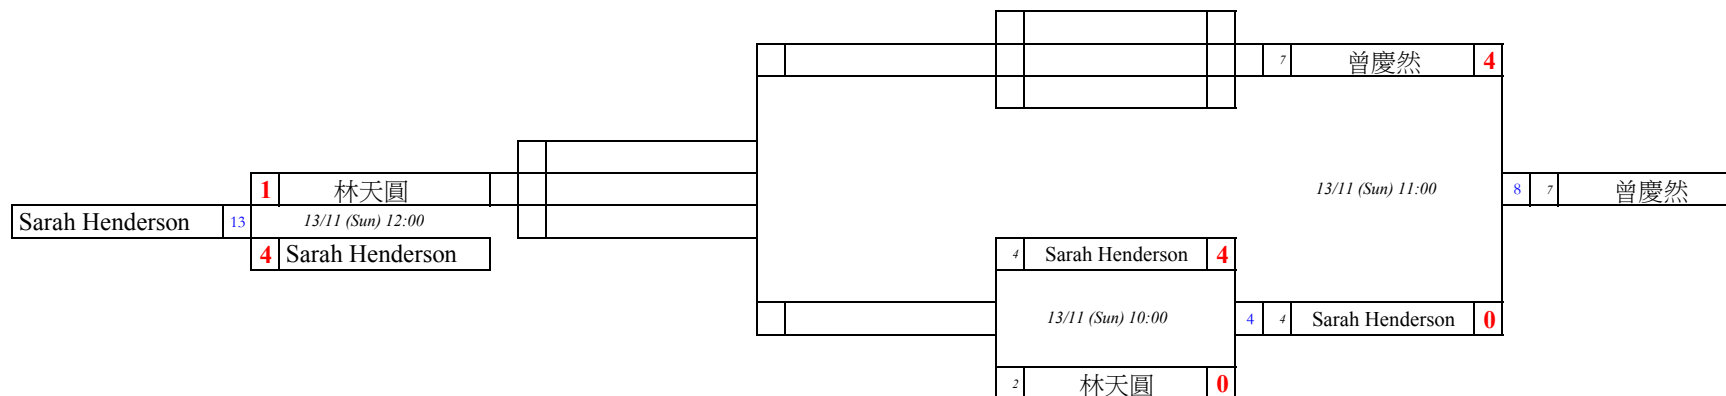 7 曾慶然 4
1 林天圓
13/11 (Sun) 11:00 8 7 曾慶然
Sarah Henderson 13 13/11 (Sun) 12:00
4 Sarah Henderson
4 Sarah Henderson 4
13/11 (Sun) 10:00 4 4 Sarah Henderson 0
2 林天圓 0